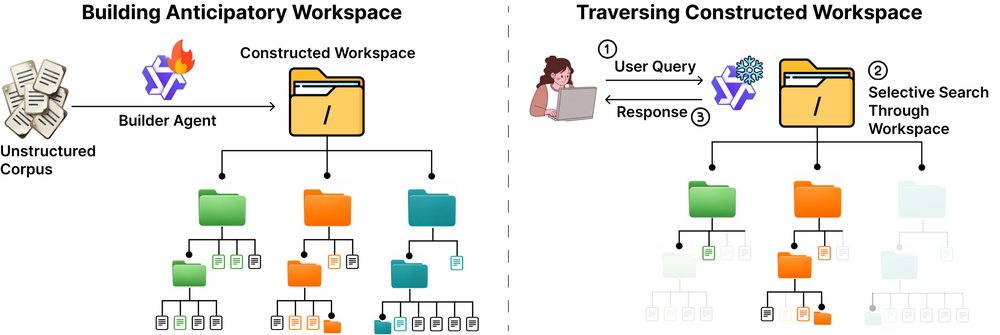 Building Anticipatory Workspace
Constructed Workspace
/
Builder Agent
Unstructured
Corpus
Traversing Constructed Workspace
1
User Query
Response 3
/
2
Selective Search
Through
Workspace